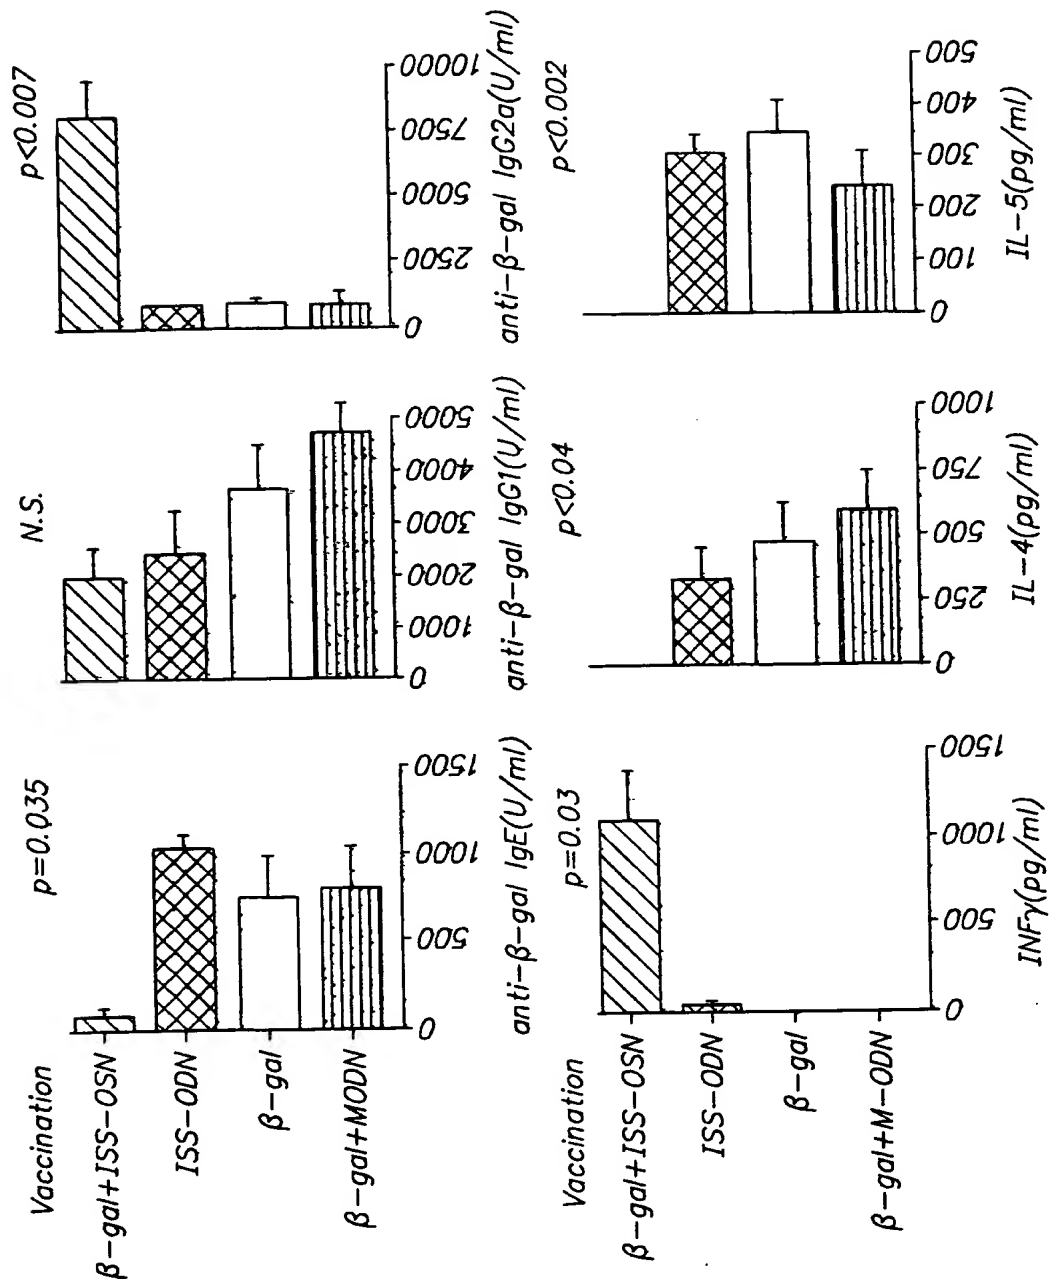 Vaccination
p=0.035
N.S.
p<0.007
β-gal+ISS-OSN
ISS-ODN
β-gal
β-gal+MODN
0
500
1000
1500
anti-β-gal IgE(U/ml)
0
1000
2000
3000
4000
5000
anti-β-gal IgG1(U/ml)
0
2500
5000
7500
10000
anti-β-gal IgG2a(U/ml)
Vaccination
p=0.03
p<0.04
p<0.002
β-gal+ISS-OSN
ISS-ODN
β-gal
β-gal+M-ODN
0
500
1000
1500
INFγ(pg/ml)
0
250
500
750
1000
IL-4(pg/ml)
0
100
200
300
400
500
IL-5(pg/ml)